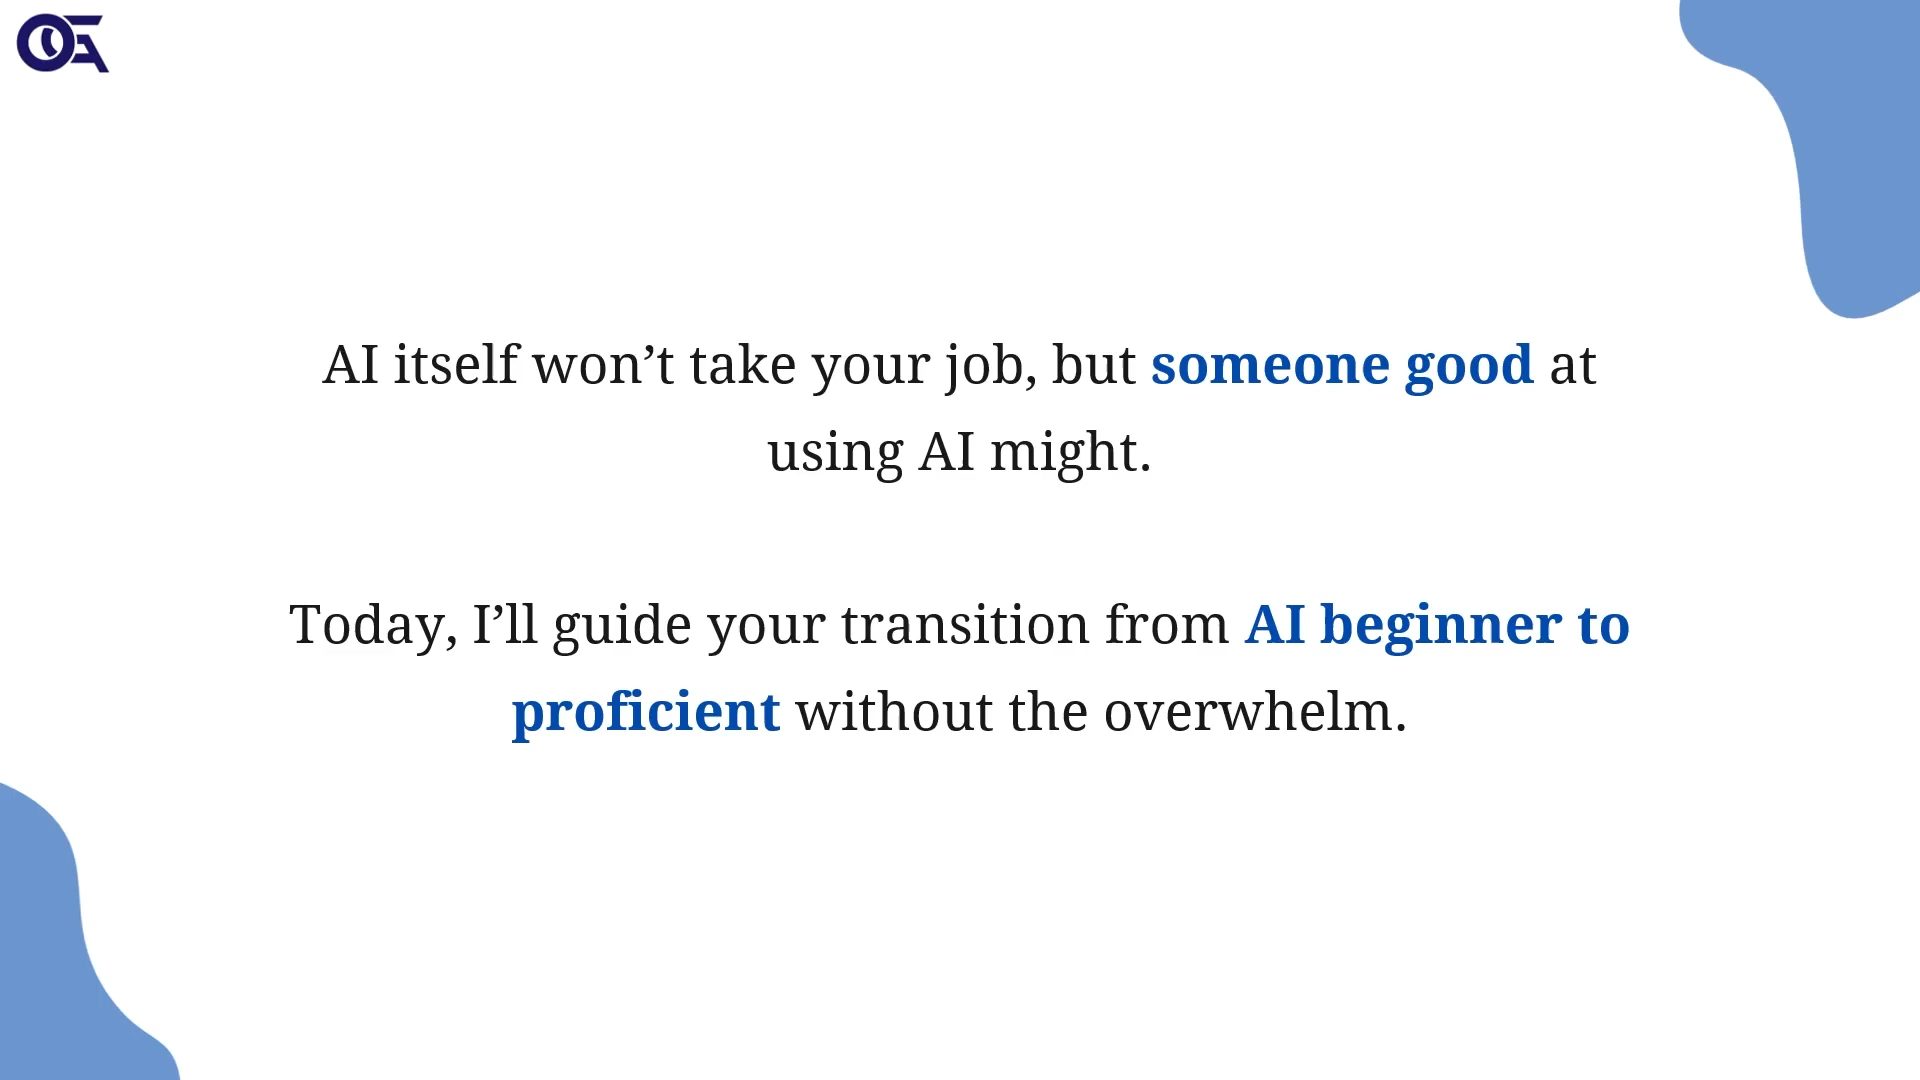 AI itself won’t take your job, but someone good at
using AI might.
Today, I’ll guide your transition from AI beginner to
proficient without the overwhelm.